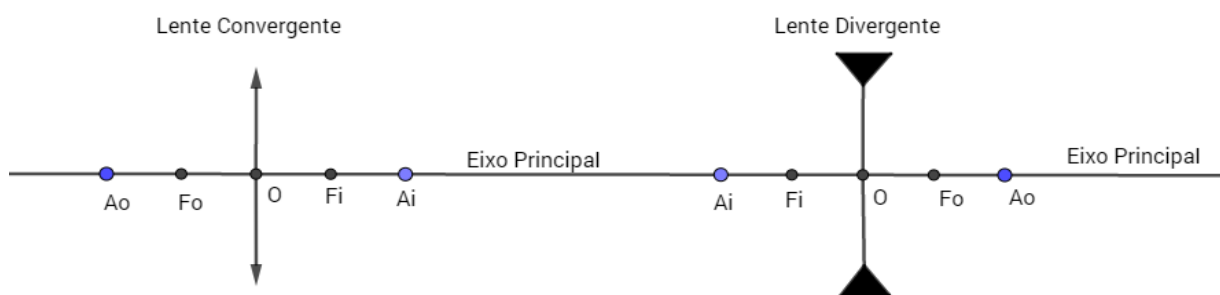 Lente Convergente
Lente Divergente
Eixo Principal
Eixo Principal
Ao
Fo
O
Fi
Ai
Ai
Fi
O
Fo
Ao